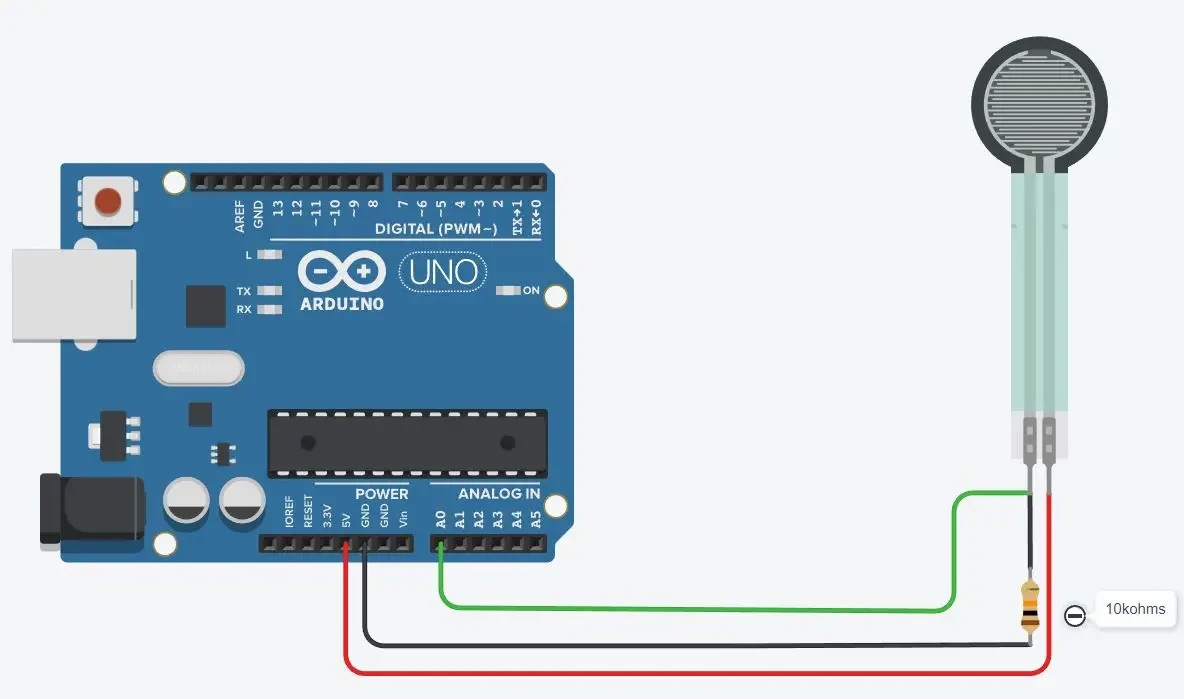 AREF
GND
13
12
~11
~10
~9
8
7
~6
~5
4
~3
2
TX→1
RX←0
DIGITAL (PWM~)
L
TX
RX
UNO
ARDUINO
ON
POWER
ANALOG IN
IOREF
RESET
3.3V
5V
GND
GND
Vin
A0
A1
A2
A3
A4
A5
10kohms